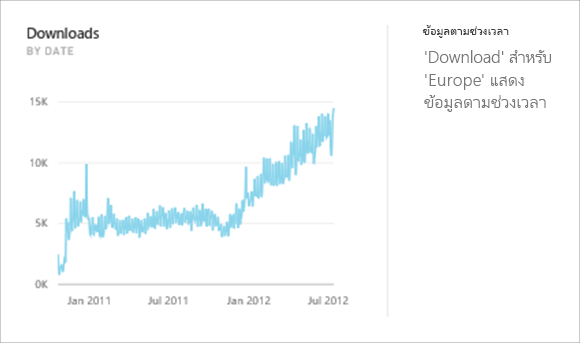 Downloads
BY DATE
15K
10K
5K
0K
Jan 2011
Jul 2011
Jan 2012
Jul 2012
ข้อมูลตามช่วงเวลา
'Download' สำหรับ
'Europe' แสดง
ข้อมูลตามช่วงเวลา